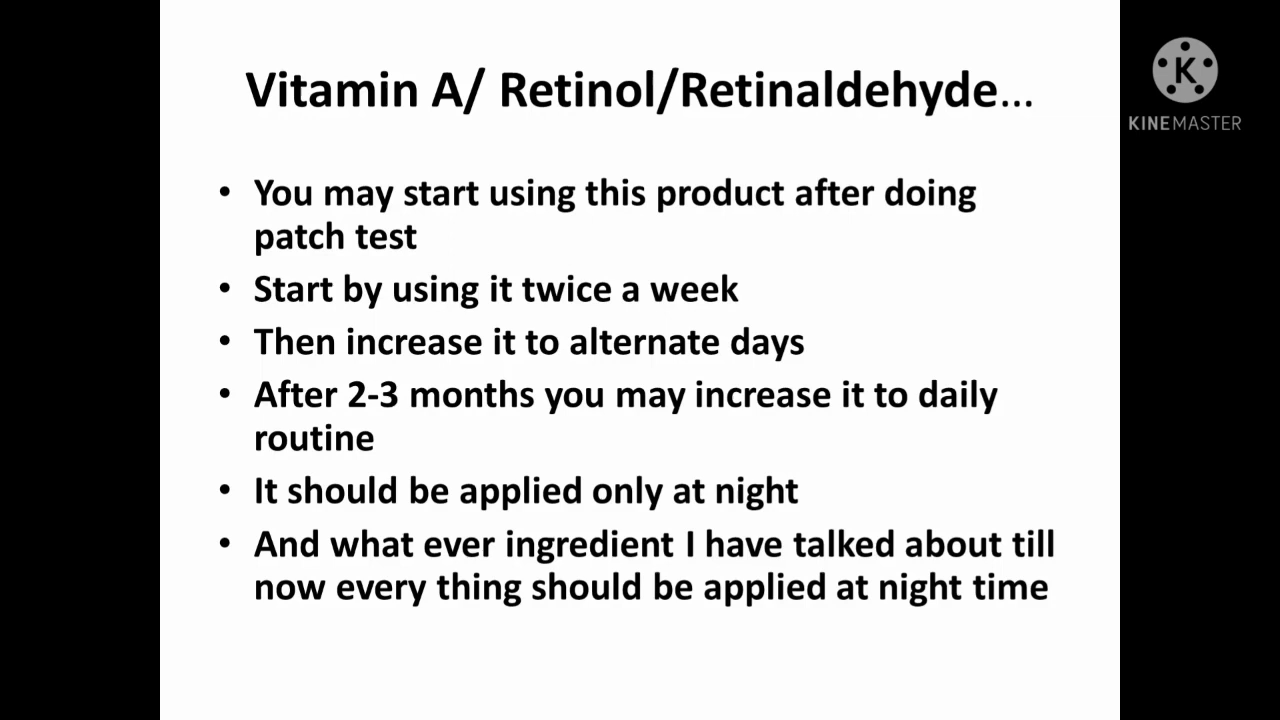 Vitamin A/ Retinol/Retinaldehyde...
K
KINEMASTER
• You may start using this product after doing
patch test
• Start by using it twice a week
• Then increase it to alternate days
• After 2-3 months you may increase it to daily
routine
• It should be applied only at night
• And what ever ingredient I have talked about till
now every thing should be applied at night time